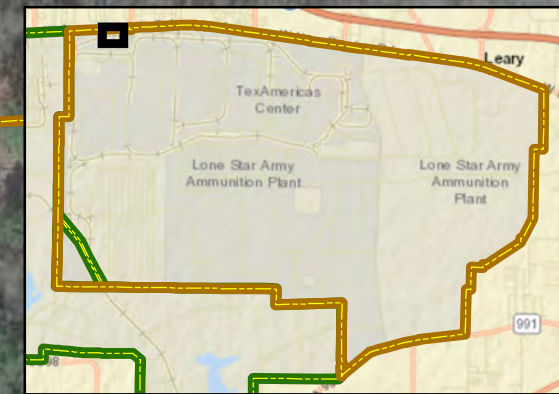 Leary
TexAmericas
Center
Lone Star Army
Ammunition Plant
Lone Star Army
Ammunition
Plant
991